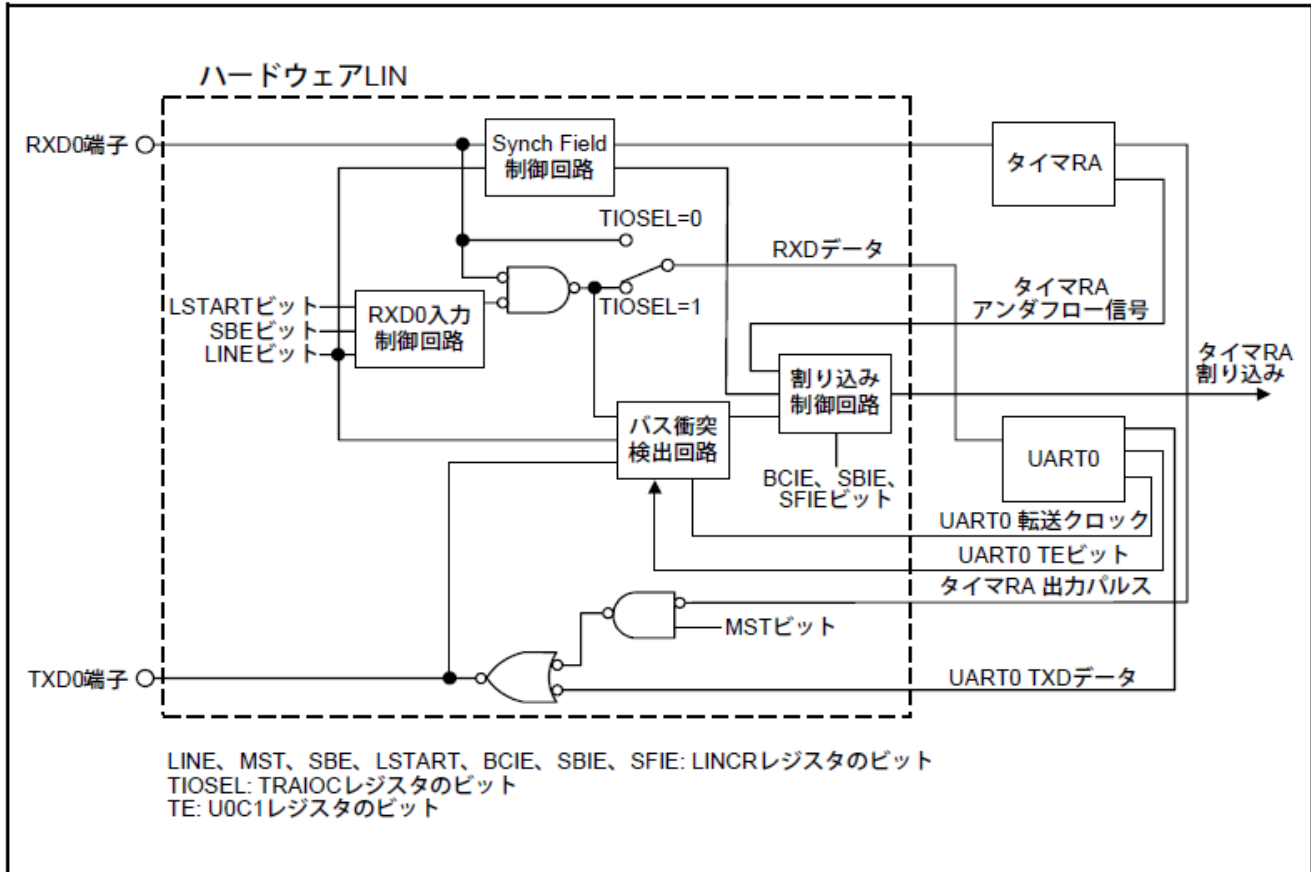 ハードウェアLIN
RXD0端子
Synch Field
制御回路
タイマRA
TIOSEL=0
RXDデータ
TIOSEL=1
タイマRA
アンダフロー信号
LSTARTビット
SBEビット
LINEビット
RXD0入力
制御回路
タイマRA
割り込み
割り込み
制御回路
バス衝突
検出回路
UART0
BCIE、SBIE、
SFIEビット
UART0 転送クロック
UART0 TEビット
タイマRA 出力パルス
MSTビット
TXD0端子
UART0 TXDデータ
LINE、MST、SBE、LSTART、BCIE、SBIE、SFIE: LINCRレジスタのビット
TIOSEL: TRAIOCレジスタのビット
TE: U0C1レジスタのビット